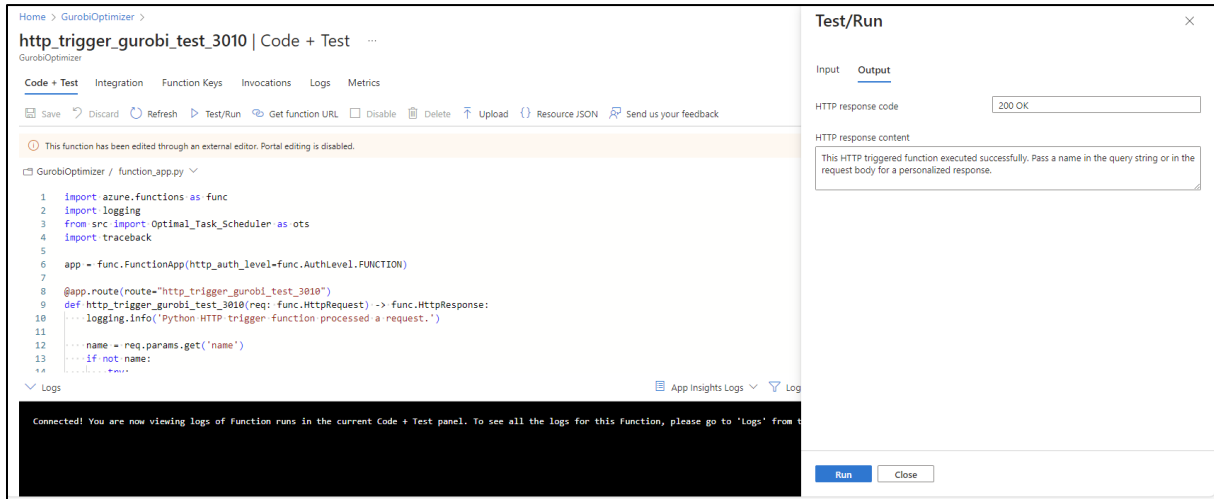 Home > GurobiOptimizer >
http_trigger_gurobi_test_3010 | Code + Test ...
GurobiOptimizer
Code + Test Integration Function Keys Invocations Logs Metrics
Save Discard Refresh Test/Run Get function URL Disable Delete Upload {} Resource JSON Send us your feedback
This function has been edited through an external editor. Portal editing is disabled.
GurobiOptimizer / function_app.py
1 import azure.functions as func
2 import logging
3 from src import Optimal_Task_Scheduler as ots
4 import traceback
5
6 app = func.FunctionApp(http_auth_level=func.AuthLevel.FUNCTION)
7
8 @app.route(route="http_trigger_gurobi_test_3010")
9 def http_trigger_gurobi_test_3010(req: func.HttpRequest) -> func.HttpResponse:
10 logging.info('Python HTTP trigger function processed a request.')
11
12 name = req.params.get('name')
13 if not name:
14 try:
Logs App Insights Logs Log
Connected! You are now viewing logs of Function runs in the current Code + Test panel. To see all the logs for this Function, please go to 'Logs' from t
Test/Run
Input Output
HTTP response code 200 OK
HTTP response content
This HTTP triggered function executed successfully. Pass a name in the query string or in the
request body for a personalized response.
Run Close